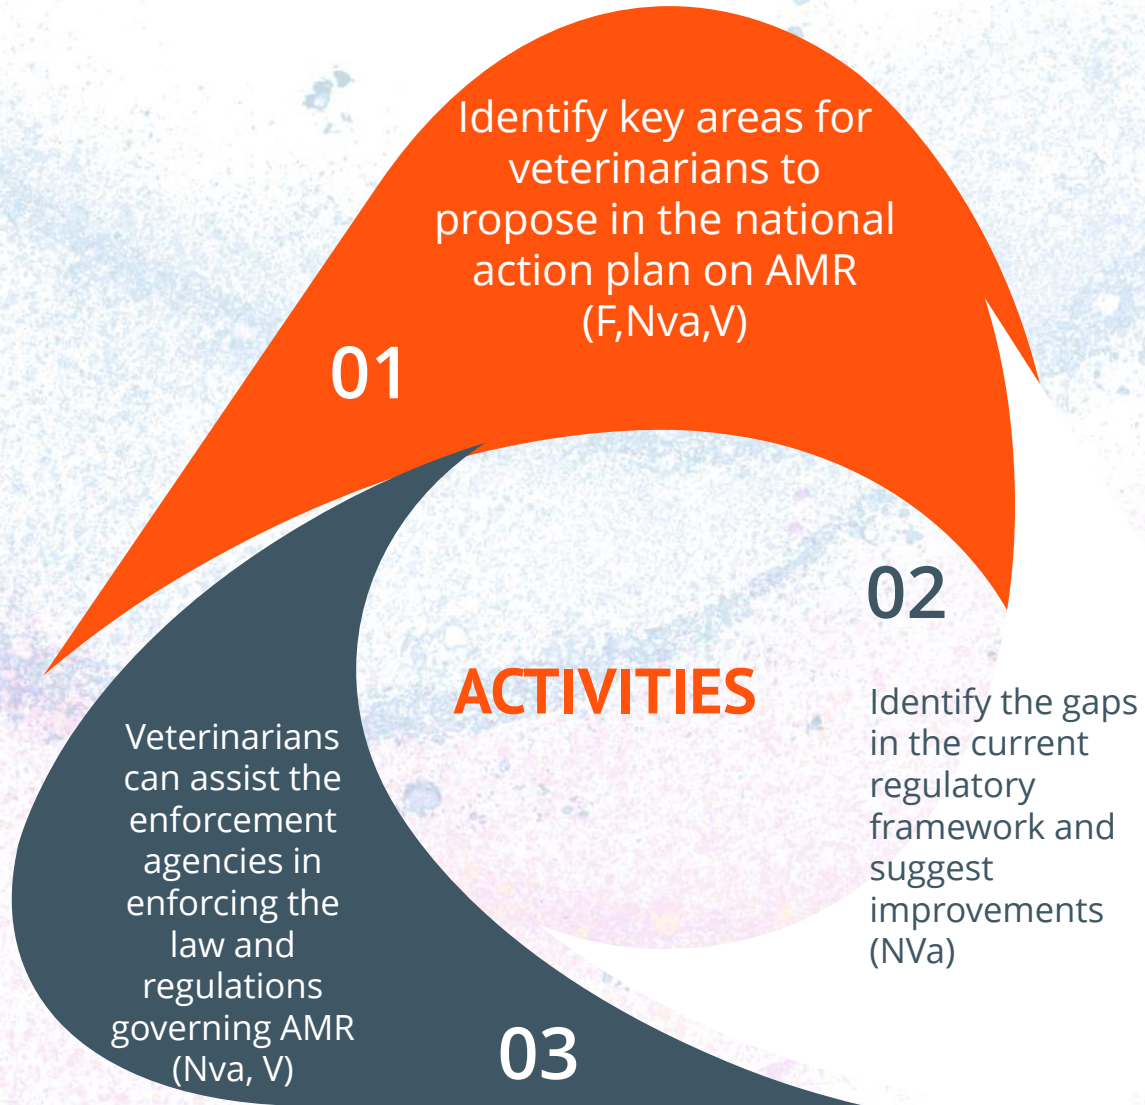 01
Identify key areas for
veterinarians to
propose in the national
action plan on AMR
(F,Nva,V)
ACTIVITIES
02
Identify the gaps
in the current
regulatory
framework and
suggest
improvements
(NVa)
03
Veterinarians
can assist the
enforcement
agencies in
enforcing the
law and
regulations
governing AMR
(Nva, V)